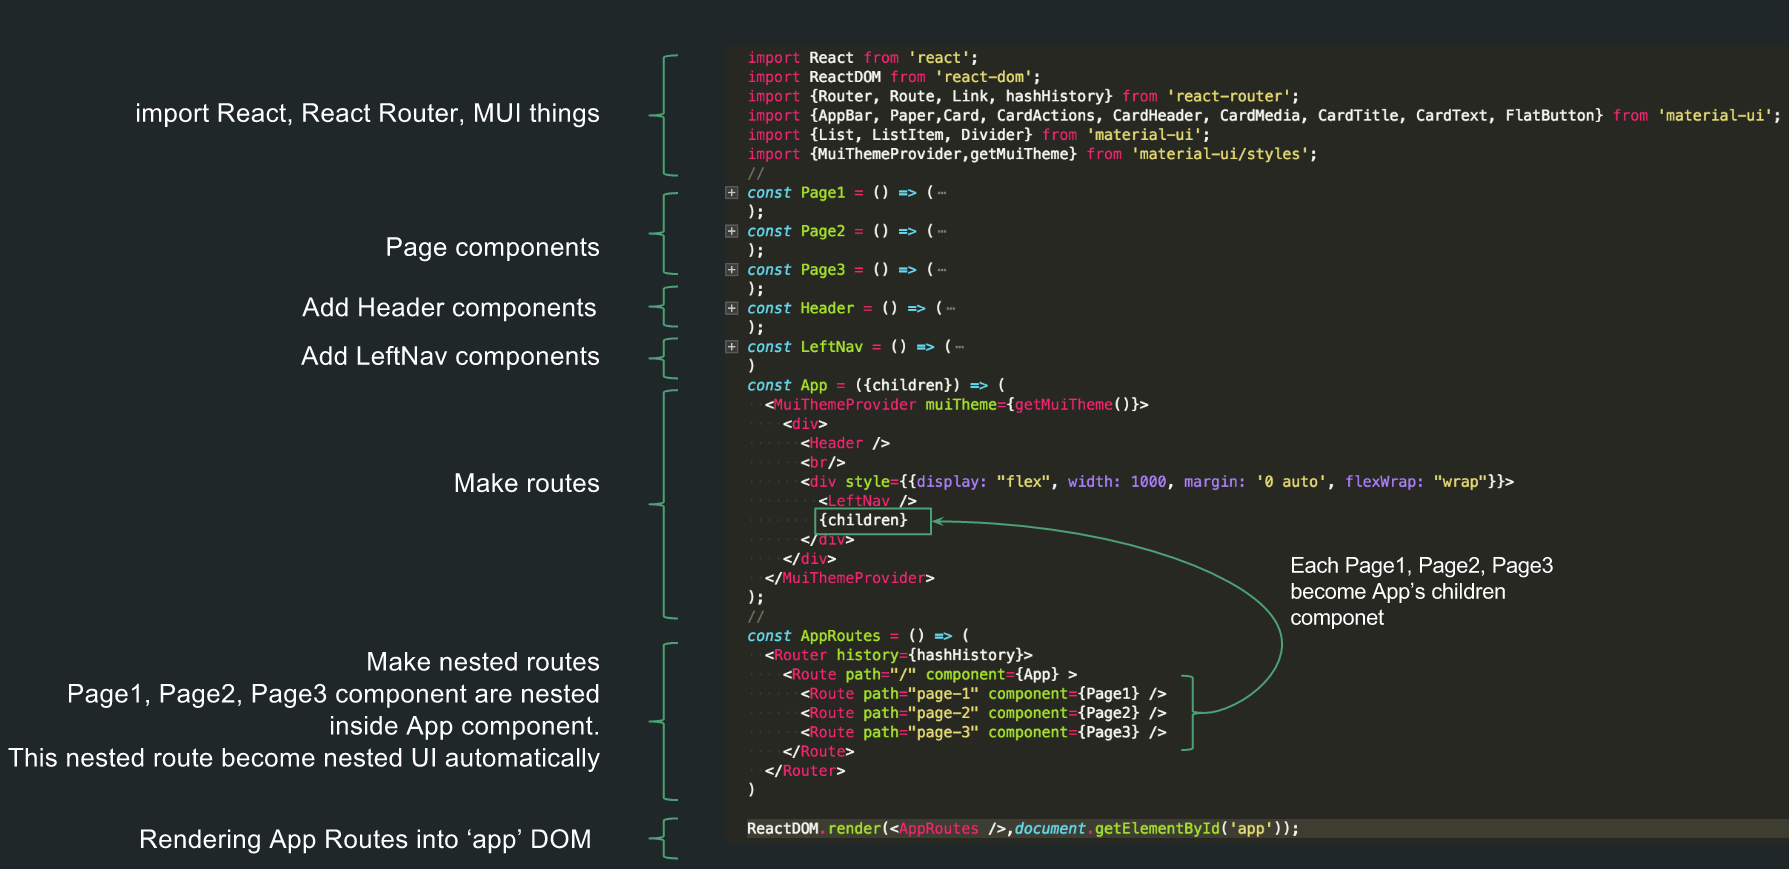 import React, React Router, MUI things
Page components
Add Header components
Add LeftNav components
Make routes
Make nested routes
Page1, Page2, Page3 component are nested
inside App component.
This nested route become nested UI automatically
Rendering App Routes into ‘app’ DOM
import React from 'react';
import ReactDOM from 'react-dom';
import {Router, Route, Link, hashHistory} from 'react-router';
import {AppBar, Paper,Card, CardActions, CardHeader, CardMedia, CardTitle, CardText, FlatButton} from 'material-ui';
import {List, ListItem, Divider} from 'material-ui';
import {MuiThemeProvider,getMuiTheme} from 'material-ui/styles';
//
const Page1 = () => (⋯
);
const Page2 = () => (⋯
);
const Page3 = () => (⋯
);
const Header = () => (⋯
);
const LeftNav = () => (⋯
)
const App = ({children}) => (
<MuiThemeProvider muiTheme={getMuiTheme()}>
<div>
<Header />
<br/>
<div style={{display: "flex", width: 1000, margin: '0 auto', flexWrap: "wrap"}}>
<LeftNav />
{children}
</div>
</div>
</MuiThemeProvider>
);
//
const AppRoutes = () => (
<Router history={hashHistory}>
<Route path="/" component={App} >
<Route path="page-1" component={Page1} />
<Route path="page-2" component={Page2} />
<Route path="page-3" component={Page3} />
</Route>
</Router>
)
ReactDOM.render(<AppRoutes />,document.getElementById('app'));
Each Page1, Page2, Page3
become App’s children
componet